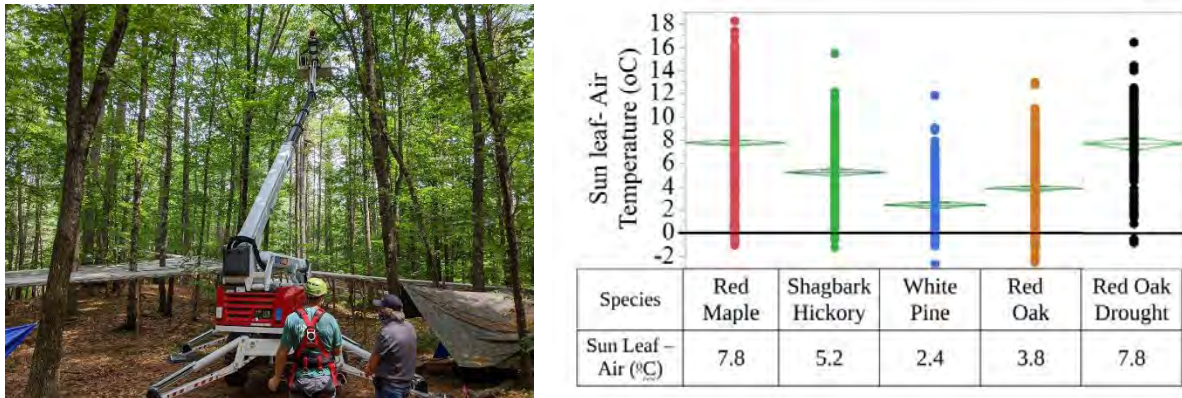 18
16
14
12
10
8
6
4
2
0
-2
Sun leaf- Air
Temperature (oC)
Species
Red
Maple
Shagbark
Hickory
White
Pine
Red
Oak
Red Oak
Drought
Sun Leaf –
Air (ºC)
7.8
5.2
2.4
3.8
7.8